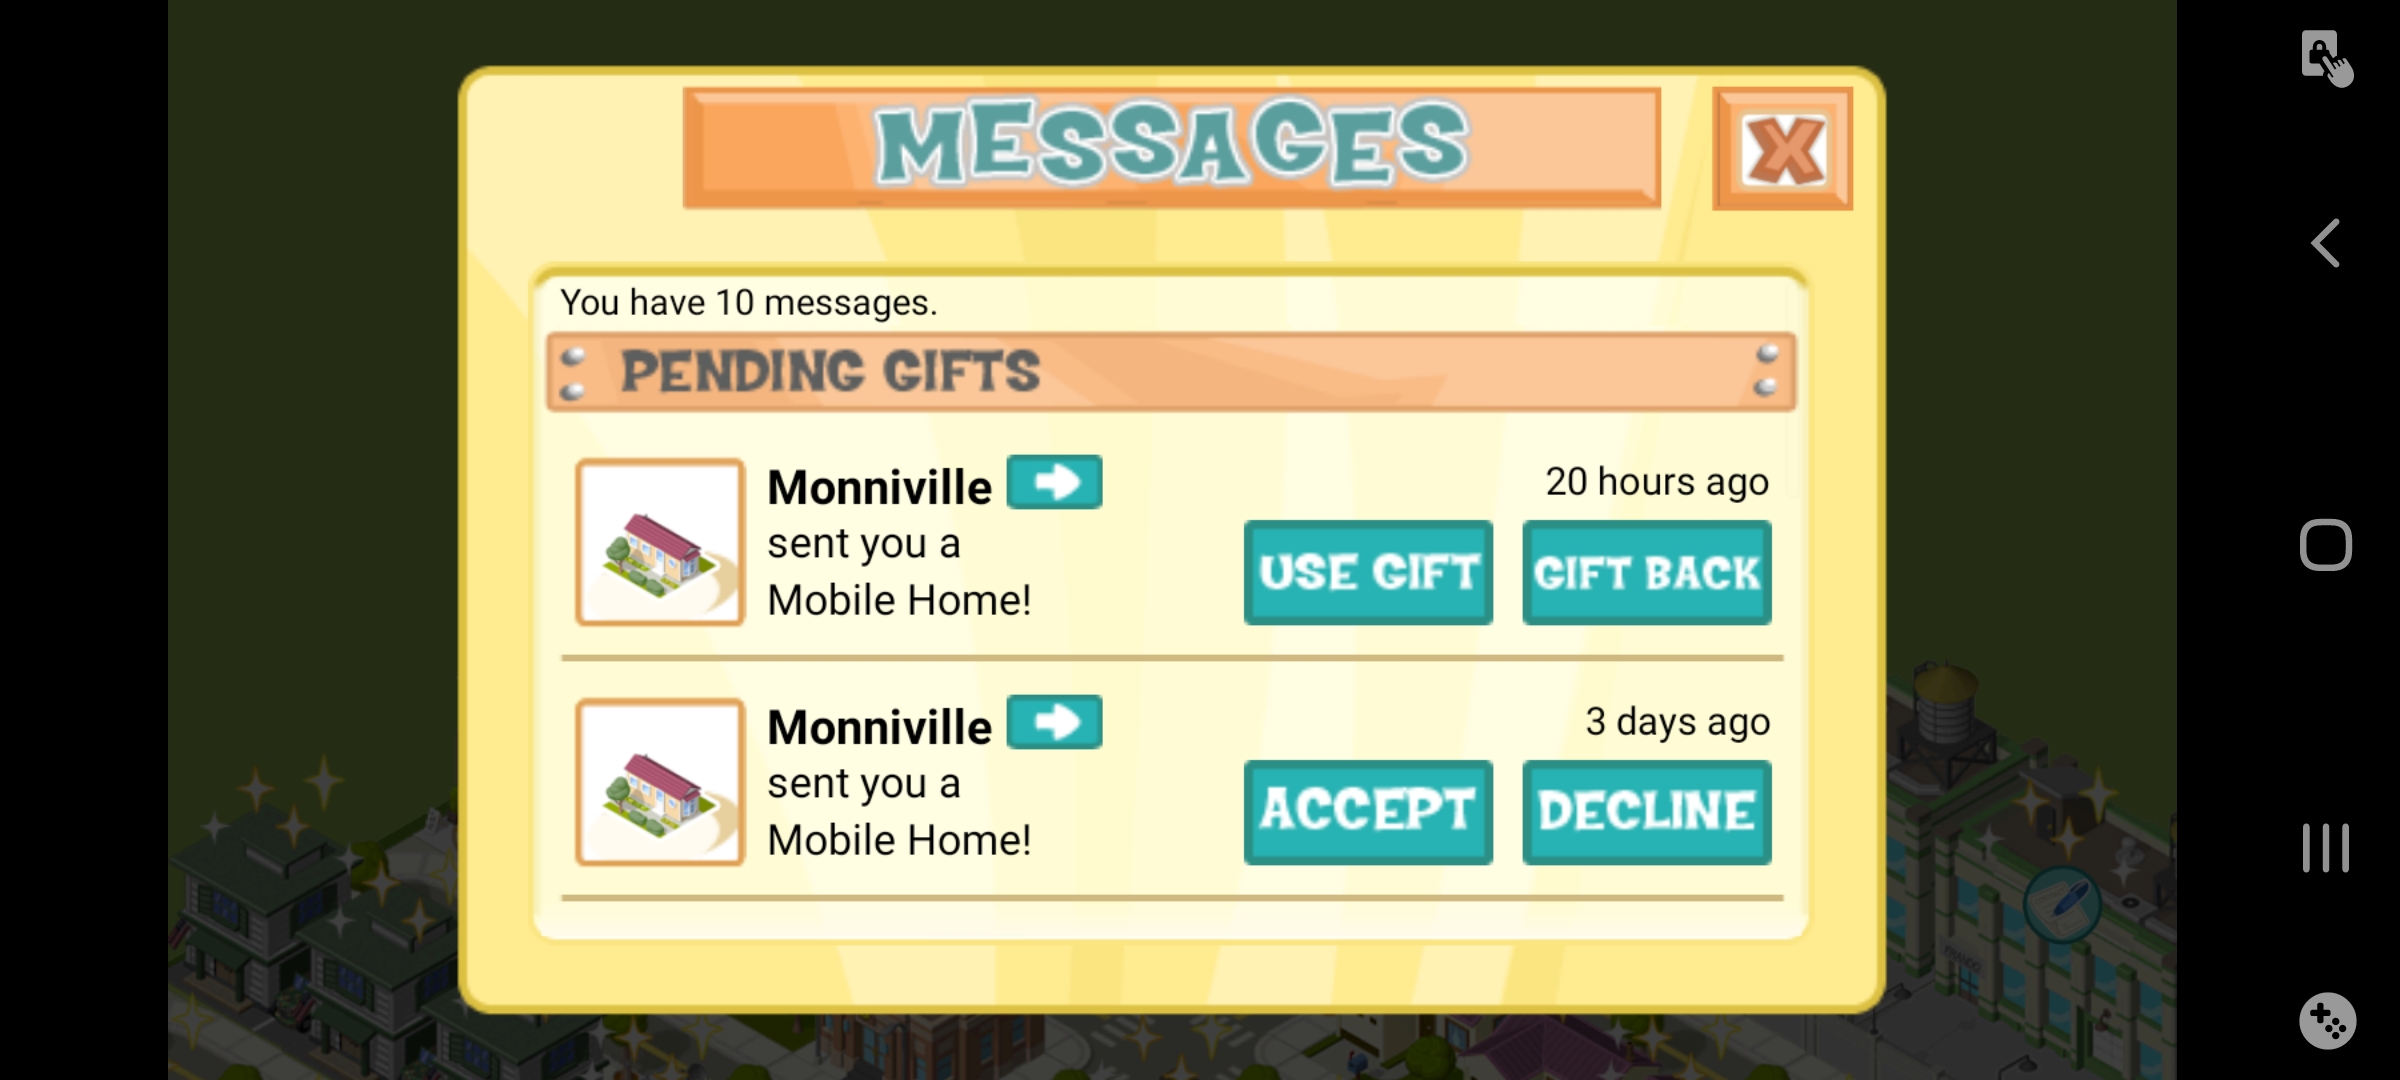 MESSAGES
X
You have 10 messages.
PENDING GIFTS
Monniville
20 hours ago
sent you a
Mobile Home!
USE GIFT
GIFT BACK
Monniville
3 days ago
sent you a
Mobile Home!
ACCEPT
DECLINE